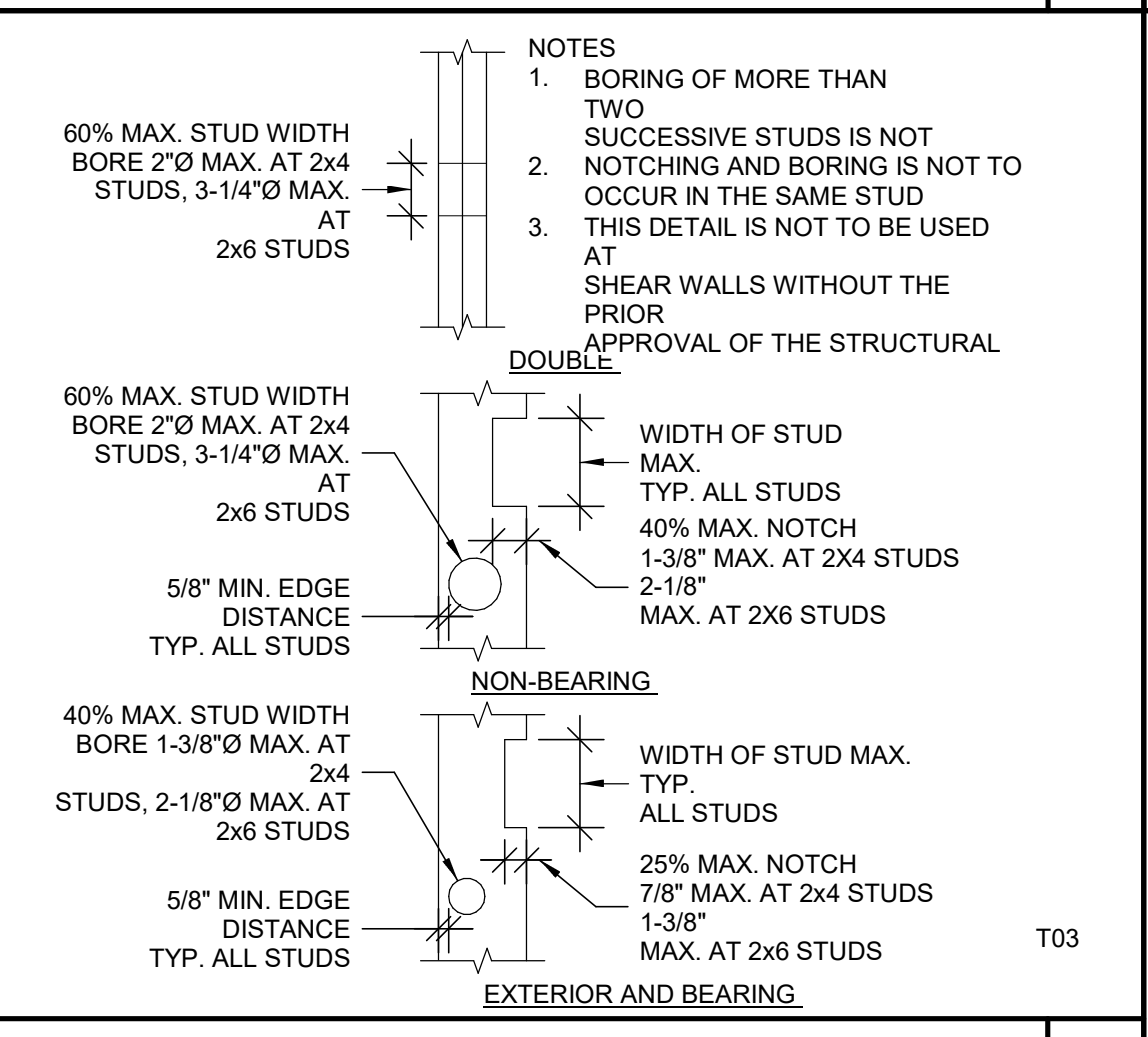 60% MAX. STUD WIDTH
BORE 2"Ø MAX. AT 2x4
STUDS, 3-1/4"Ø MAX.
AT
2x6 STUDS
NOTES
1. BORING OF MORE THAN
TWO
SUCCESSIVE STUDS IS NOT
2. NOTCHING AND BORING IS NOT TO
OCCUR IN THE SAME STUD
3. THIS DETAIL IS NOT TO BE USED
AT
SHEAR WALLS WITHOUT THE
PRIOR
APPROVAL OF THE STRUCTURAL
DOUBLE
60% MAX. STUD WIDTH
BORE 2"Ø MAX. AT 2x4
STUDS, 3-1/4"Ø MAX.
AT
2x6 STUDS
5/8" MIN. EDGE
DISTANCE
TYP. ALL STUDS
WIDTH OF STUD
MAX.
TYP. ALL STUDS
40% MAX. NOTCH
1-3/8" MAX. AT 2X4 STUDS
2-1/8"
MAX. AT 2X6 STUDS
NON-BEARING
40% MAX. STUD WIDTH
BORE 1-3/8"Ø MAX. AT
2x4
STUDS, 2-1/8"Ø MAX. AT
2x6 STUDS
5/8" MIN. EDGE
DISTANCE
TYP. ALL STUDS
WIDTH OF STUD MAX.
TYP.
ALL STUDS
25% MAX. NOTCH
7/8" MAX. AT 2x4 STUDS
1-3/8"
MAX. AT 2x6 STUDS
EXTERIOR AND BEARING
T03